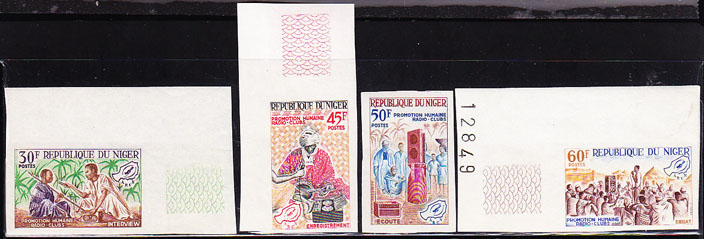 30F REPUBLIQUE DU NIGER
POSTES
PROMOTION HUMAINE
RADIO-CLUBS
INTERVIEW
REPUBLIQUE DU NIGER
PROMOTION HUMAINE
RADIO-CLUBS
45F
POSTES
ENREGISTREMENT
REPUBLIQUE DU NIGER
50F
PROMOTION HUMAINE
RADIO-CLUBS
POSTES
ECOUTE
12849
60F REPUBLIQUE DU NIGER
POSTES
PROMOTION HUMAINE
RADIO-CLUBS
DEBAT